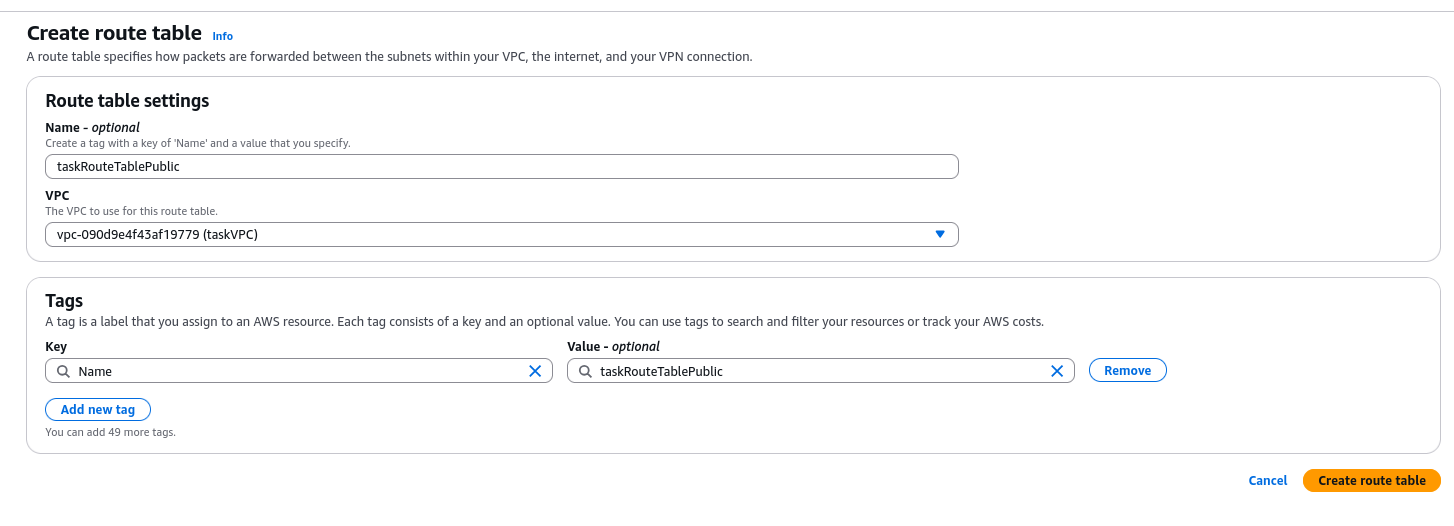 Create route table Info
A route table specifies how packets are forwarded between the subnets within your VPC, the internet, and your VPN connection.
Route table settings
Name - optional
Create a tag with a key of 'Name' and a value that you specify.
taskRouteTablePublic
VPC
The VPC to use for this route table.
vpc-090d9e4f43af19779 (taskVPC)
Tags
A tag is a label that you assign to an AWS resource. Each tag consists of a key and an optional value. You can use tags to search and filter your resources or track your AWS costs.
Key Value - optional
Name taskRouteTablePublic Remove
Add new tag
You can add 49 more tags.
Cancel Create route table